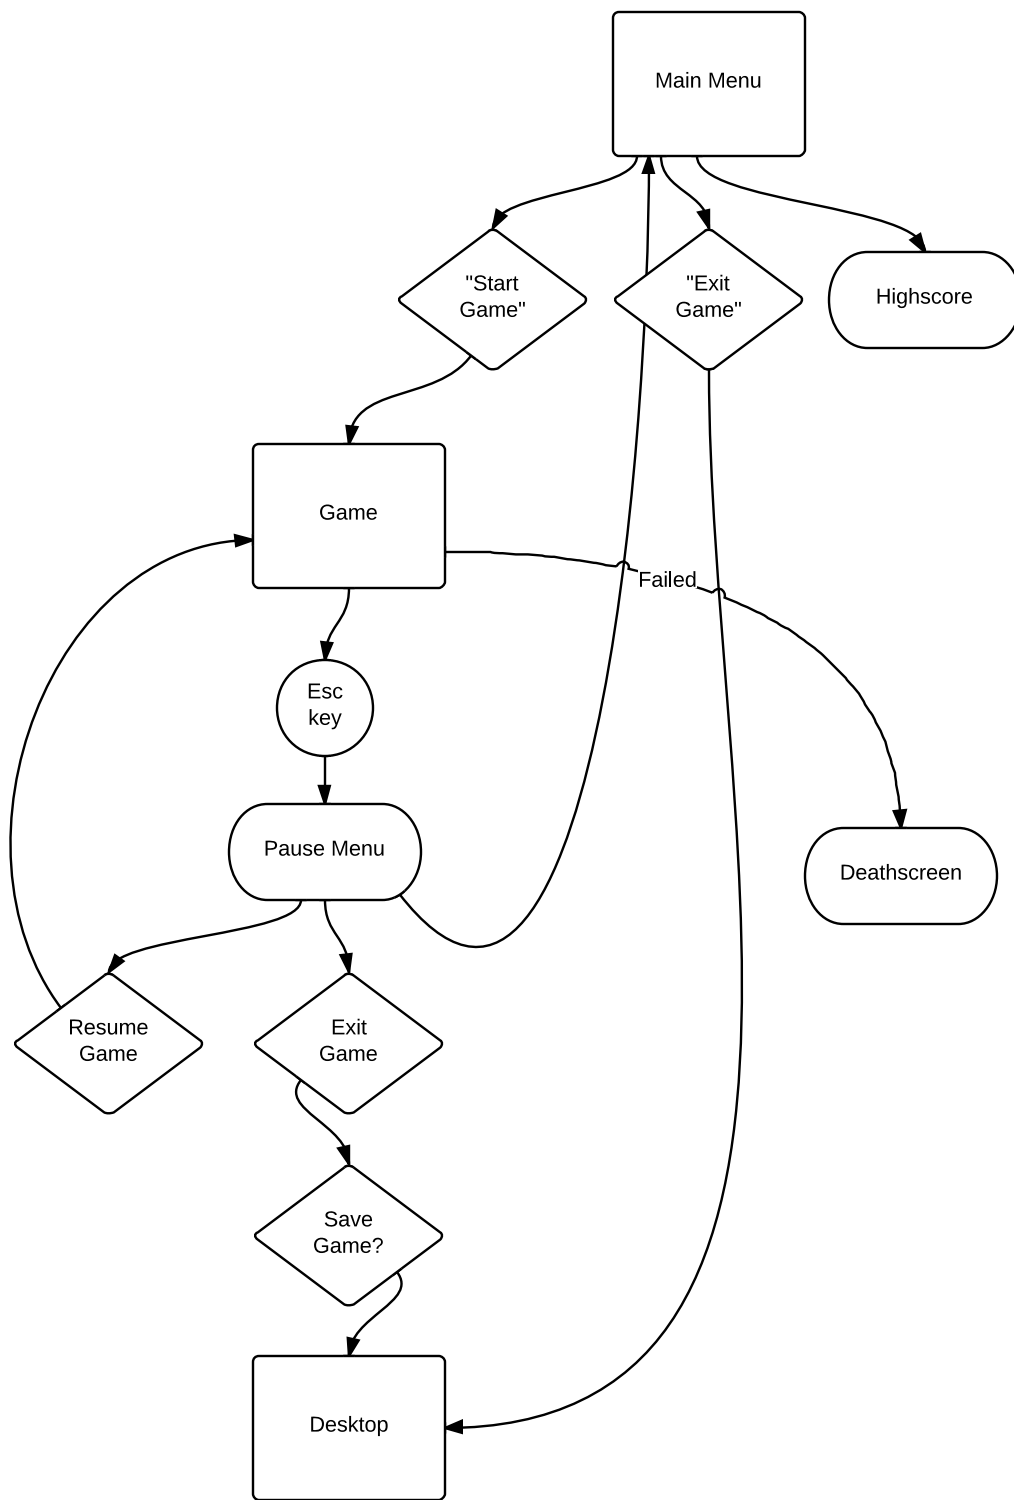 Main Menu
"Start
Game"
"Exit
Game"
Highscore
Game
Failed
Esc
key
Pause Menu
Deathscreen
Resume
Game
Exit
Game
Save
Game?
Desktop